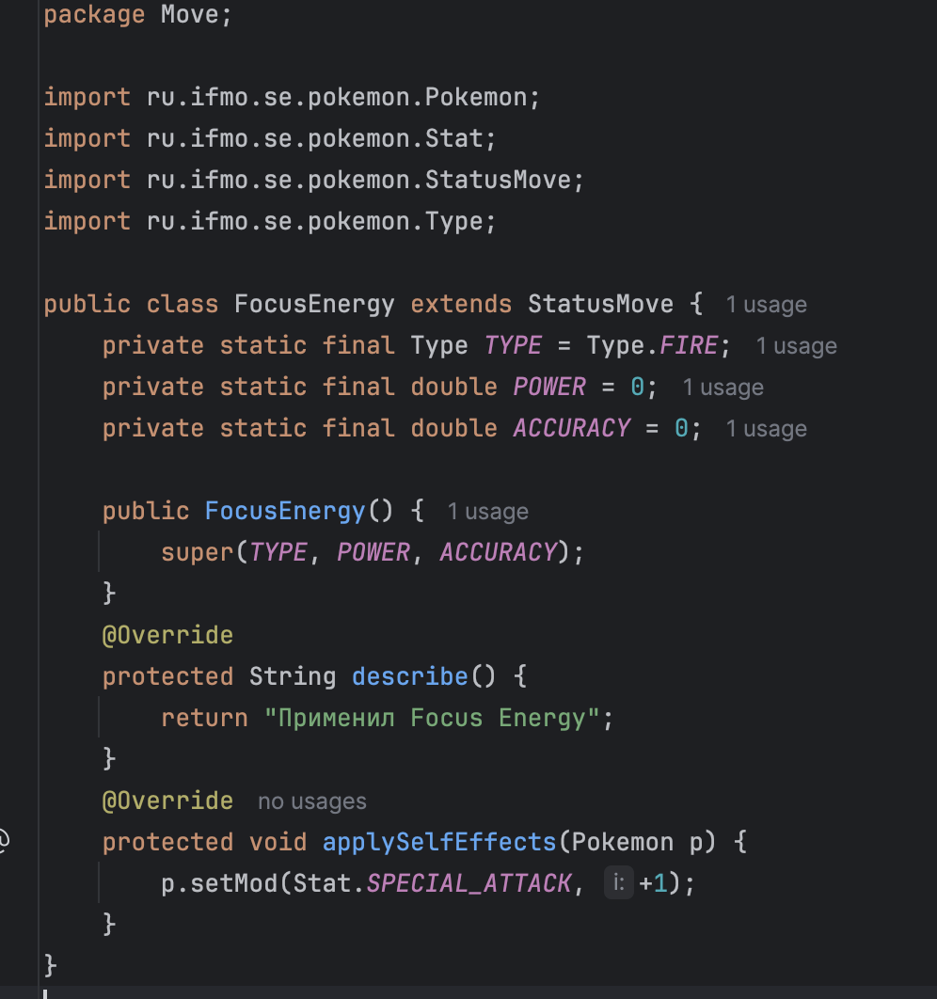 package Move;
import ru.ifmo.se.pokemon.Pokemon;
import ru.ifmo.se.pokemon.Stat;
import ru.ifmo.se.pokemon.StatusMove;
import ru.ifmo.se.pokemon.Type;
public class FocusEnergy extends StatusMove { 1 usage
    private static final Type TYPE = Type.FIRE; 1 usage
    private static final double POWER = 0; 1 usage
    private static final double ACCURACY = 0; 1 usage
    public FocusEnergy() { 1 usage
        super(TYPE, POWER, ACCURACY);
    }
    @Override
    protected String describe() {
        return "Применил Focus Energy";
    }
    @Override no usages
    protected void applySelfEffects(Pokemon p) {
        p.setMod(Stat.SPECIAL_ATTACK, i: +1);
    }
}